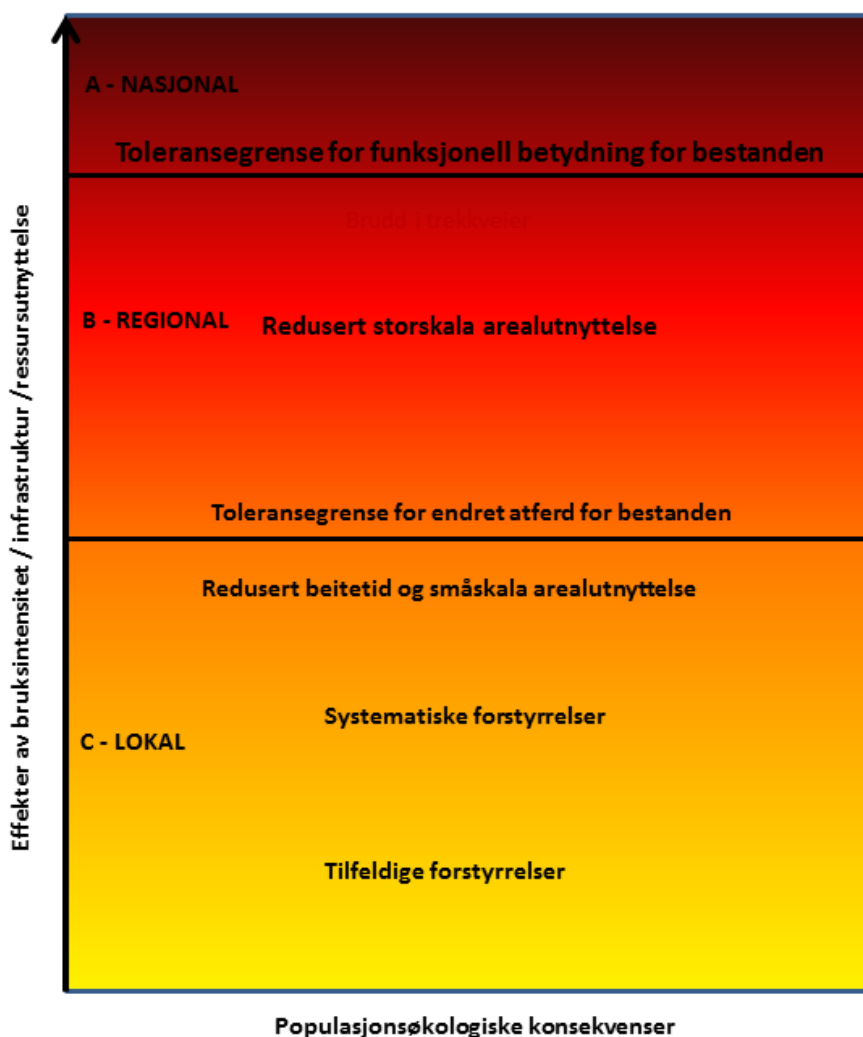 A - NASJONAL
Toleransegrense for funksjonell betydning for bestanden
Brudd i trekkveier
B - REGIONAL
Redusert storskala arealutnyttelse
Toleransegrense for endret atferd for bestanden
Redusert beitetid og småskala arealutnyttelse
Systematiske forstyrrelser
C - LOKAL
Tilfeldige forstyrrelser
Effekter av bruksintensitet / infrastruktur /ressursutnyttelse
Populasjonsøkologiske konsekvenser